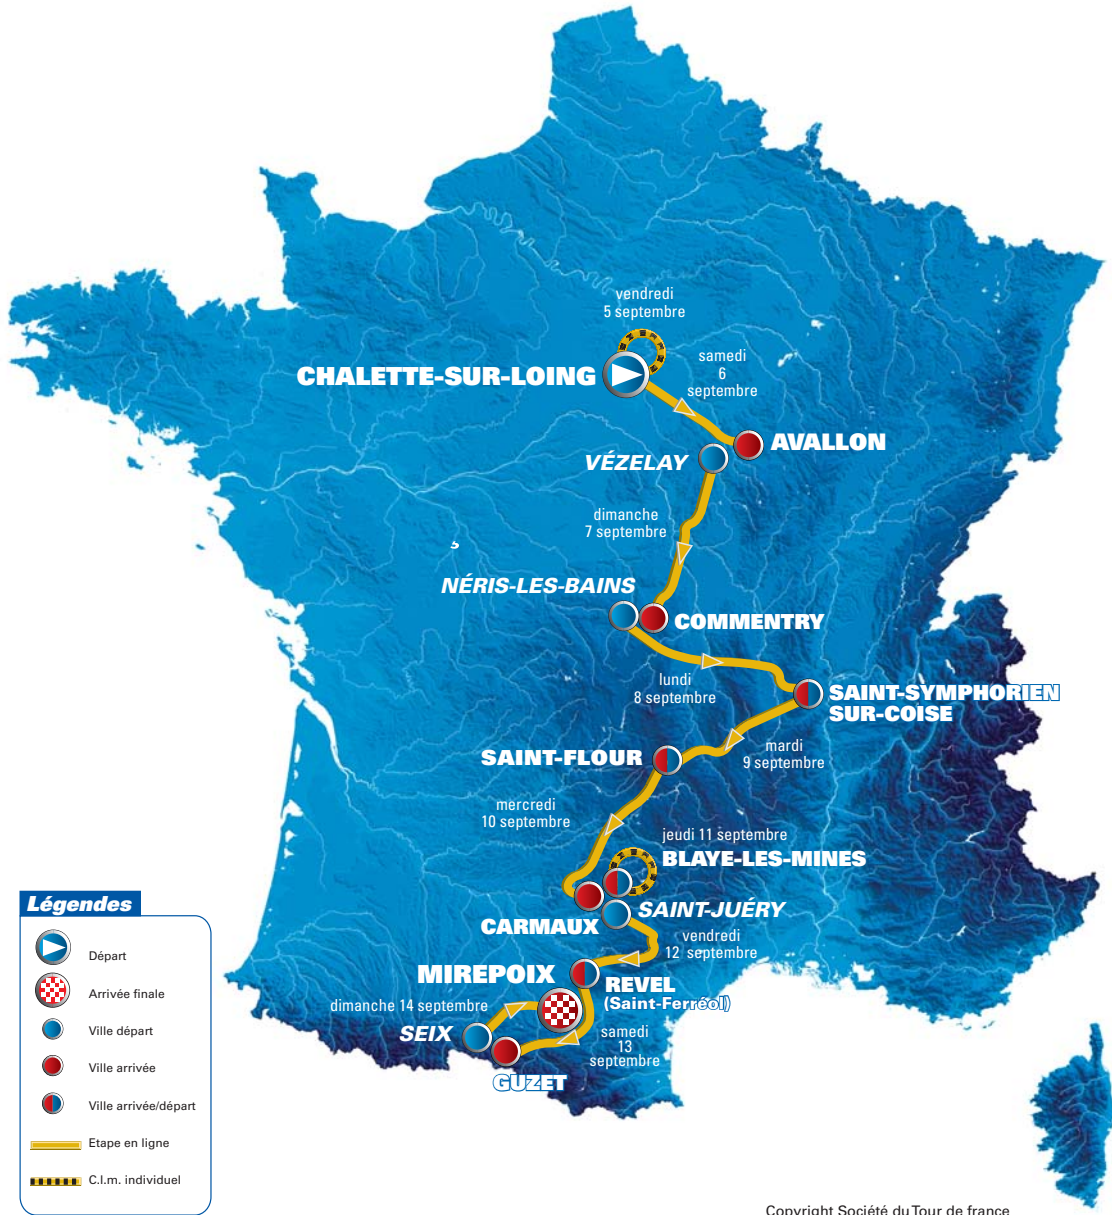 vendredi
5 septembre
CHALETTE-SUR-LOING
samedi
6
septembre
AVALLON
VÉZELAY
dimanche
7 septembre
NÉRIS-LES-BAINS
COMMENTRY
lundi
8 septembre
SAINT-SYMPHORIEN
SUR-COISE
mardi
9 septembre
SAINT-FLOUR
mercredi
10 septembre
jeudi 11 septembre
BLAYE-LES-MINES
CARMAUX
SAINT-JUÉRY
vendredi
12 septembre
MIREPOIX
REVEL
(Saint-Ferréol)
dimanche 14 septembre
SEIX
samedi
13
septembre
GUZET
Légendes
Départ
Arrivée finale
Ville départ
Ville arrivée
Ville arrivée/départ
Etape en ligne
C.l.m. individuel
Copyright Société du Tour de france